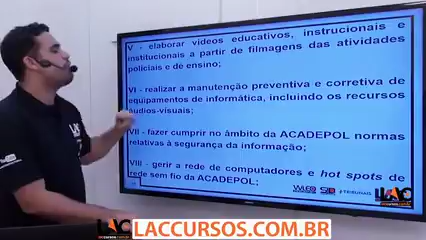 V - elaborar vídeos educativos, instrucionais e
institucionais a partir de filmagens das atividades
policiais e de ensino;
VI - realizar a manutenção preventiva e corretiva de
equipamentos de informática, incluindo os recursos
áudios-visuais;
VII - fazer cumprir no âmbito da ACADEPOL normas
relativas à segurança da informação;
VIII - gerir a rede de computadores e hot spots de
rede sem fio da ACADEPOL;
LACCURSOS.COM.BR